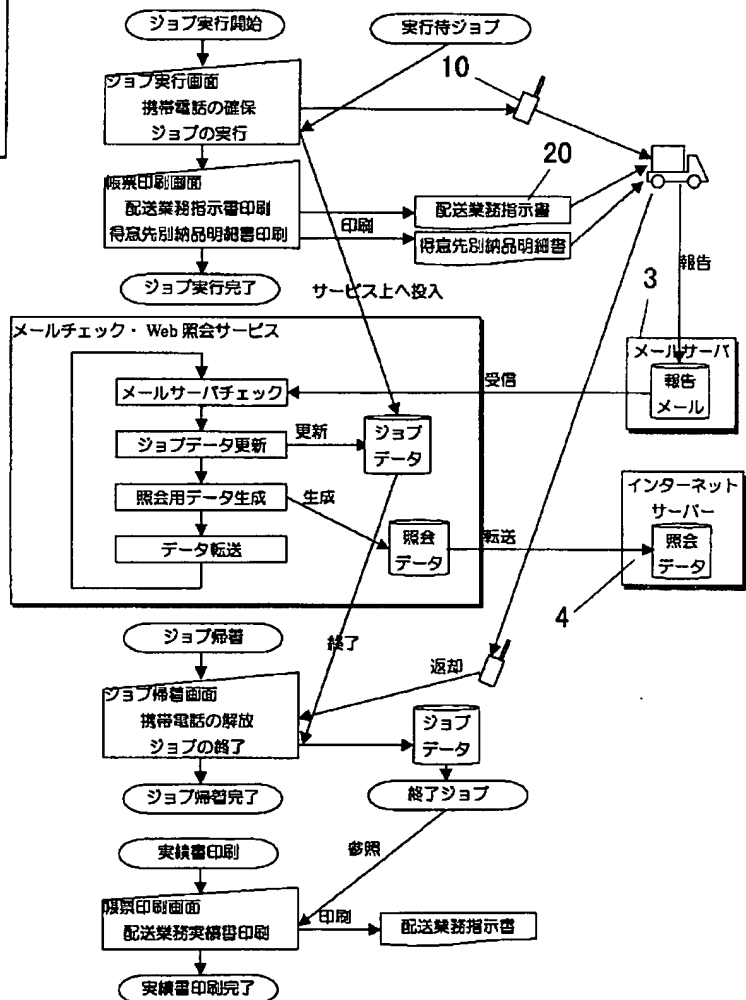 ジョブ実行開始
実行待ジョブ
10
ジョブ実行画面
携帯電話の確保
ジョブの実行
20
帳票印刷画面
配送業務指示書印刷
得意先別納品明細書印刷
印刷
配送業務指示書
得意先別納品明細書
報告
ジョブ実行完了
サービス上へ投入
3
メールチェック・Web 照会サービス
メールサーバ
報告
メール
メールサーバチェック
受信
ジョブデータ更新
更新
ジョブ
データ
照会用データ生成
生成
インターネット
サーバー
照会
データ
データ転送
照会
データ
転送
4
ジョブ帰着
終了
返却
ジョブ帰着画面
携帯電話の解放
ジョブの終了
ジョブ
データ
ジョブ帰着完了
終了ジョブ
実績書印刷
参照
帳票印刷画面
配送業務実績書印刷
印刷
配送業務指示書
実績書印刷完了